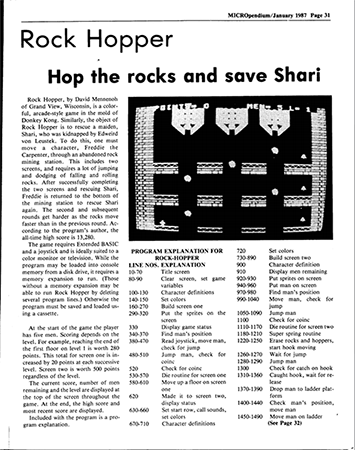 MICROpendium/January 1987 Page 31
Rock Hopper
Hop the rocks and save Shari
Rock Hopper, by David Mennenoh
of Grand View, Wisconsin, is a color-
ful, arcade-style game in the mold of
Donkey Kong. Similarly, the object of
Rock Hopper is to rescue a maiden,
Shari, who was kidnapped by Edweird
von Leustek. To do this, one must
move a character, Freddie the
Carpenter, through an abandoned rock
mining station. This includes two
screens, and requires a lot of jumping
and dodging of falling and rolling
rocks. After successfully completing
the two screens and rescuing Shari,
Freddie is returned to the bottom of
the mining station to rescue Shari
again. The second and subsequent
rounds get harder as the rocks move
faster than in the previous round. Ac-
cording to the program's author, the
all-time high score is 13,280.
The game requires Extended BASIC
and a joystick and is ideally suited to a
color monitor or television. While the
program may be loaded into console
memory from a disk drive, it requires a
memory expansion to run. (Those
without a memory expansion may be
able to run Rock Hopper by deleting
several program lines.) Otherwise the
program must be saved and loaded us-
ing a cassette.
At the start of the game the player
has five men. Scoring depends on the
level. For example, reaching the end of
the first floor on level 1 is worth 280
points. This total for screen one is in-
creased by 20 points at each successive
level. Screen two is worth 500 points
regardless of the level.
The current score, number of men
remaining and the level are displayed at
the top of the screen throughout the
game. At the end, the high score and
most recent score are displayed.
Included with the program is a pro-
gram explanation.
POINTS 0 MEN 5 L
PROGRAM EXPLANATION FOR
ROCK-HOPPER
LINE NOS. EXPLANATION
10-70 Title screen
80-90 Clear screen, set game
variables
100-130 Character definitions
140-150 Set colors
160-270 Build screen one
290-320 Put the sprites on the
screen
330 Display game status
340-370 Find man's position
380-470 Read joystick, move man,
check for jump
480-510 Jump man, check for
coinc
520 Check for coinc
530-570 Die routine for screen one
580-610 Move up a floor on screen
one
620 Made it to screen two,
display status
630-660 Set start row, call sounds,
set colors
670-710 Character definitions
720 Set colors
730-890 Build screen two
900 Character definition
910 Display men remaining
920-930 Put sprites on screen
940-960 Put man on screen
970-980 Find man's position
990-1040 Move man, check for
jump
1050-1090 Jump man
1100 Check for coinc
1110-1170 Die routine for screen two
1180-1210 Super spring routine
1220-1250 Erase rocks and hoppers,
start hook moving
1260-1270 Wait for jump
1280-1290 Jump man
1300 Check for catch on hook
1310-1360 Caught hook, wait for re-
lease
1370-1390 Drop man to ladder plat-
form
1400-1440 Check man's position,
move man
1450-1490 Move man on ladder
(See Page 32)